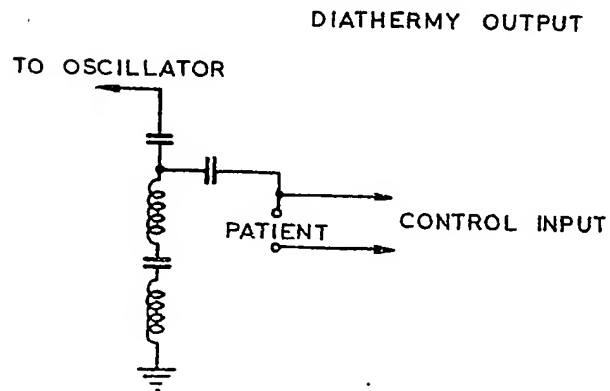 DIATHERMY OUTPUT
TO OSCILLATOR
PATIENT
CONTROL INPUT